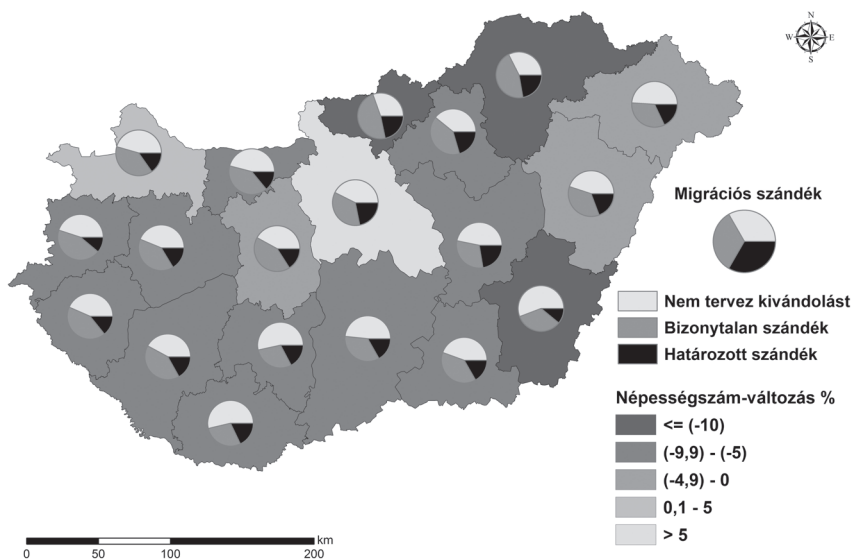 N
W E
S
Migrációs szándék
Nem tervez kivándolást
Bizonytalan szándék
Határozott szándék
Népességszám-változás %
<= (-10)
(-9,9) - (-5)
(-4,9) - 0
0,1 - 5
> 5
km
0 50 100 200